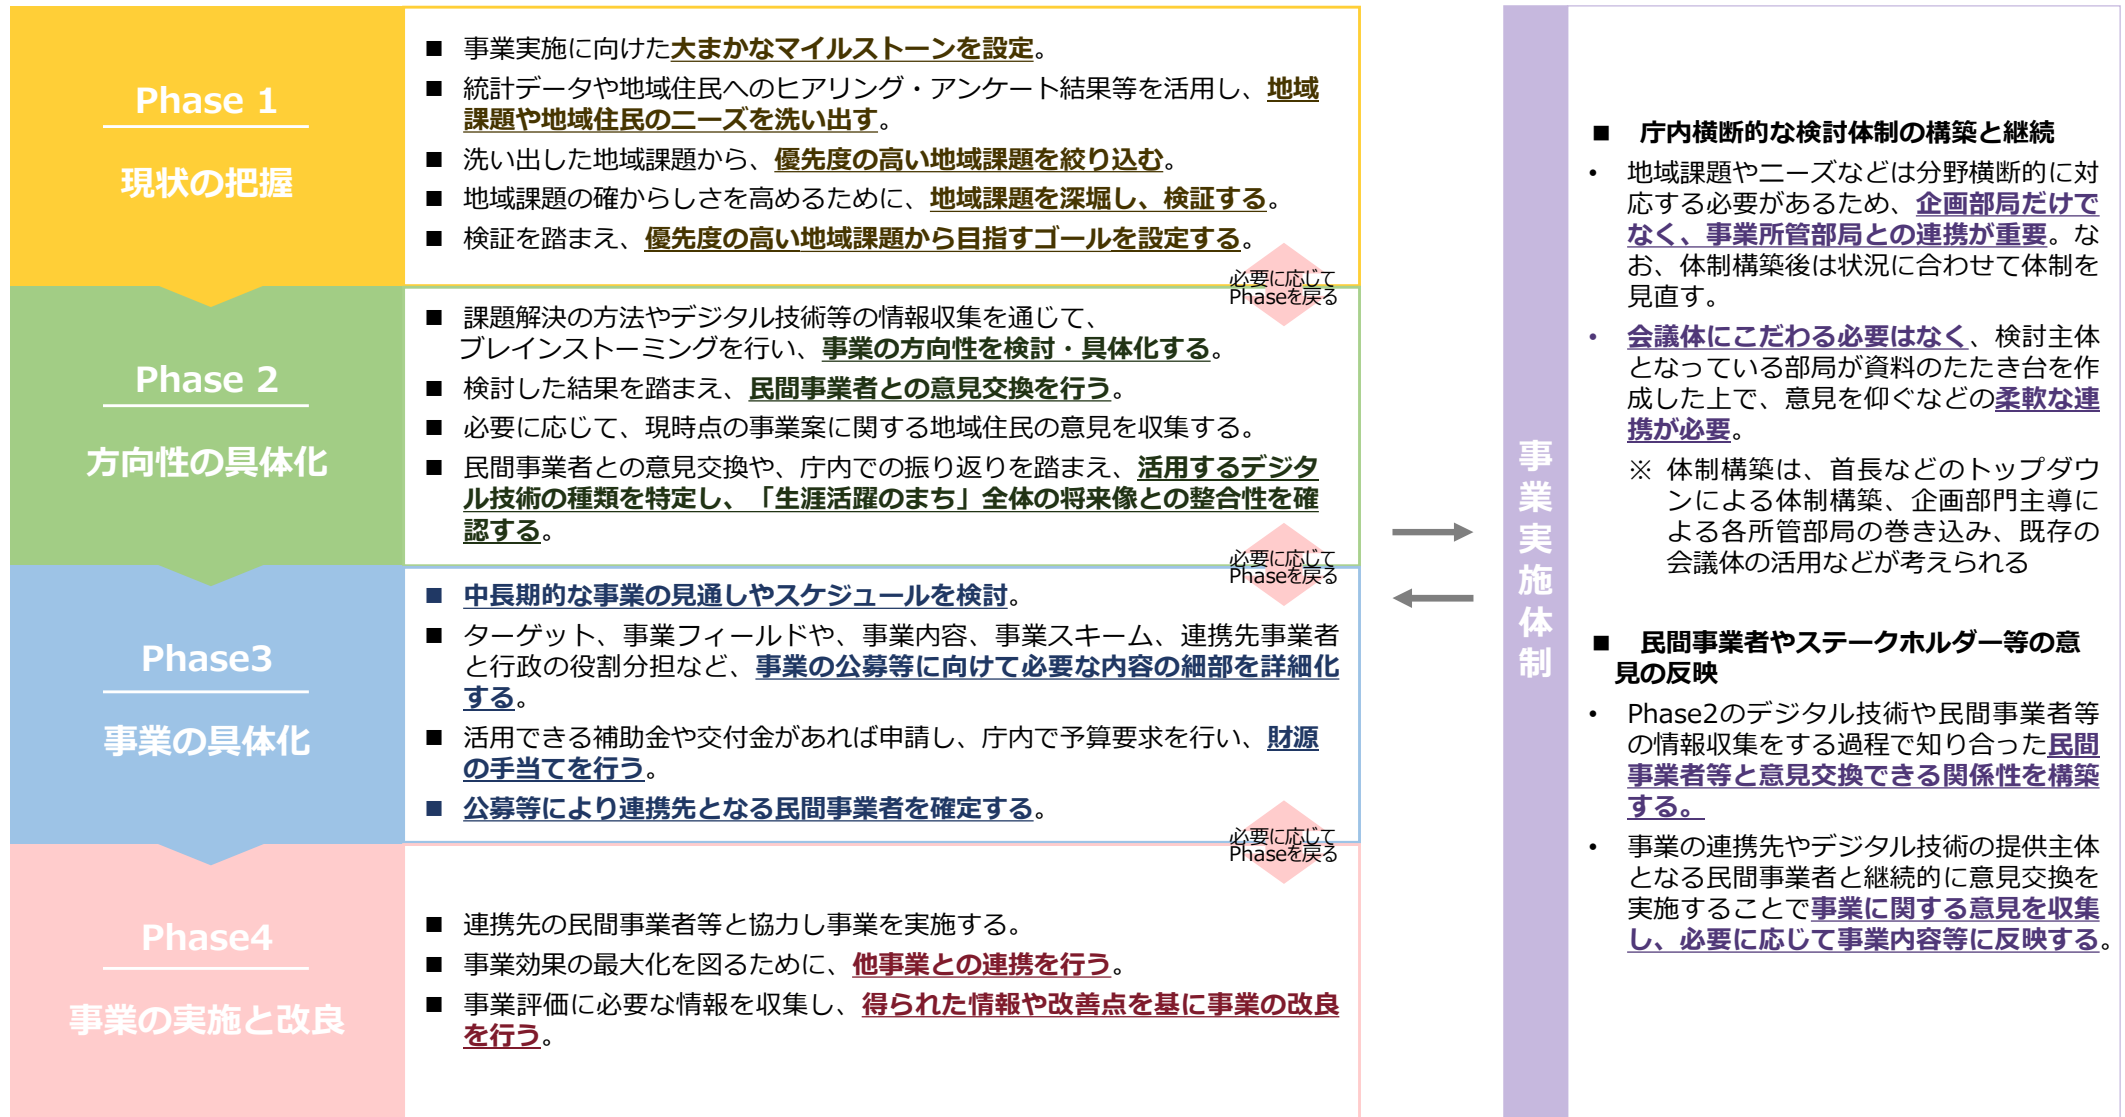 Phase 1
現状の把握
■ 事業実施に向けた大まかなマイルストーンを設定。
■ 統計データや地域住民へのヒアリング・アンケート結果等を活用し、地域
課題や地域住民のニーズを洗い出す。
■ 洗い出した地域課題から、優先度の高い地域課題を絞り込む。
■ 地域課題の確からしさを高めるために、地域課題を深堀し、検証する。
■ 検証を踏まえ、優先度の高い地域課題から目指すゴールを設定する。
必要に応じて
Phaseを戻る
Phase 2
方向性の具体化
■ 課題解決の方法やデジタル技術等の情報収集を通じて、
ブレインストーミングを行い、事業の方向性を検討・具体化する。
■ 検討した結果を踏まえ、民間事業者との意見交換を行う。
■ 必要に応じて、現時点の事業案に関する地域住民の意見を収集する。
■ 民間事業者との意見交換や、庁内での振り返りを踏まえ、活用するデジタ
ル技術の種類を特定し、「生涯活躍のまち」全体の将来像との整合性を確
認する。
必要に応じて
Phaseを戻る
Phase3
事業の具体化
■ 中長期的な事業の見通しやスケジュールを検討。
■ ターゲット、事業フィールドや、事業内容、事業スキーム、連携先事業者
と行政の役割分担など、事業の公募等に向けて必要な内容の細部を詳細化
する。
■ 活用できる補助金や交付金があれば申請し、庁内で予算要求を行い、財源
の手当てを行う。
■ 公募等により連携先となる民間事業者を確定する。
必要に応じて
Phaseを戻る
Phase4
事業の実施と改良
■ 連携先の民間事業者等と協力し事業を実施する。
■ 事業効果の最大化を図るために、他事業との連携を行う。
■ 事業評価に必要な情報を収集し、得られた情報や改善点を基に事業の改良
を行う。
事業実施体制
■ 庁内横断的な検討体制の構築と継続
• 地域課題やニーズなどは分野横断的に対
応する必要があるため、企画部局だけで
なく、事業所管部局との連携が重要。な
お、体制構築後は状況に合わせて体制を
見直す。
• 会議体にこだわる必要はなく、検討主体
となっている部局が資料のたたき台を作
成した上で、意見を仰ぐなどの柔軟な連
携が必要。
※ 体制構築は、首長などのトップダウ
ンによる体制構築、企画部門主導に
よる各所管部局の巻き込み、既存の
会議体の活用などが考えられる
■ 民間事業者やステークホルダー等の意
見の反映
• Phase2のデジタル技術や民間事業者等
の情報収集をする過程で知り合った民間
事業者等と意見交換できる関係性を構築
する。
• 事業の連携先やデジタル技術の提供主体
となる民間事業者と継続的に意見交換を
実施することで事業に関する意見を収集
し、必要に応じて事業内容等に反映する。